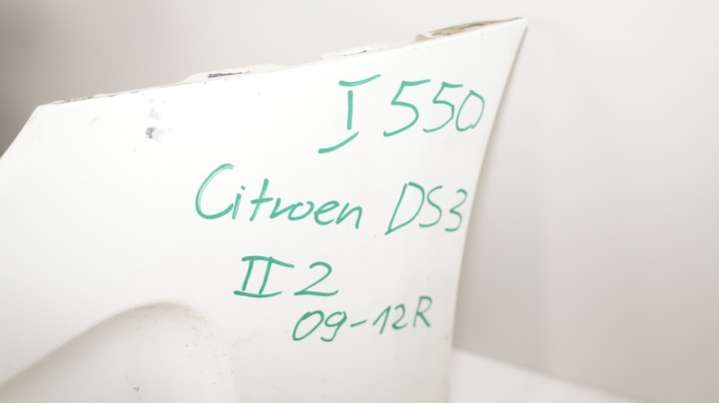 I 550
Citroen DS3
II 2
09-12R